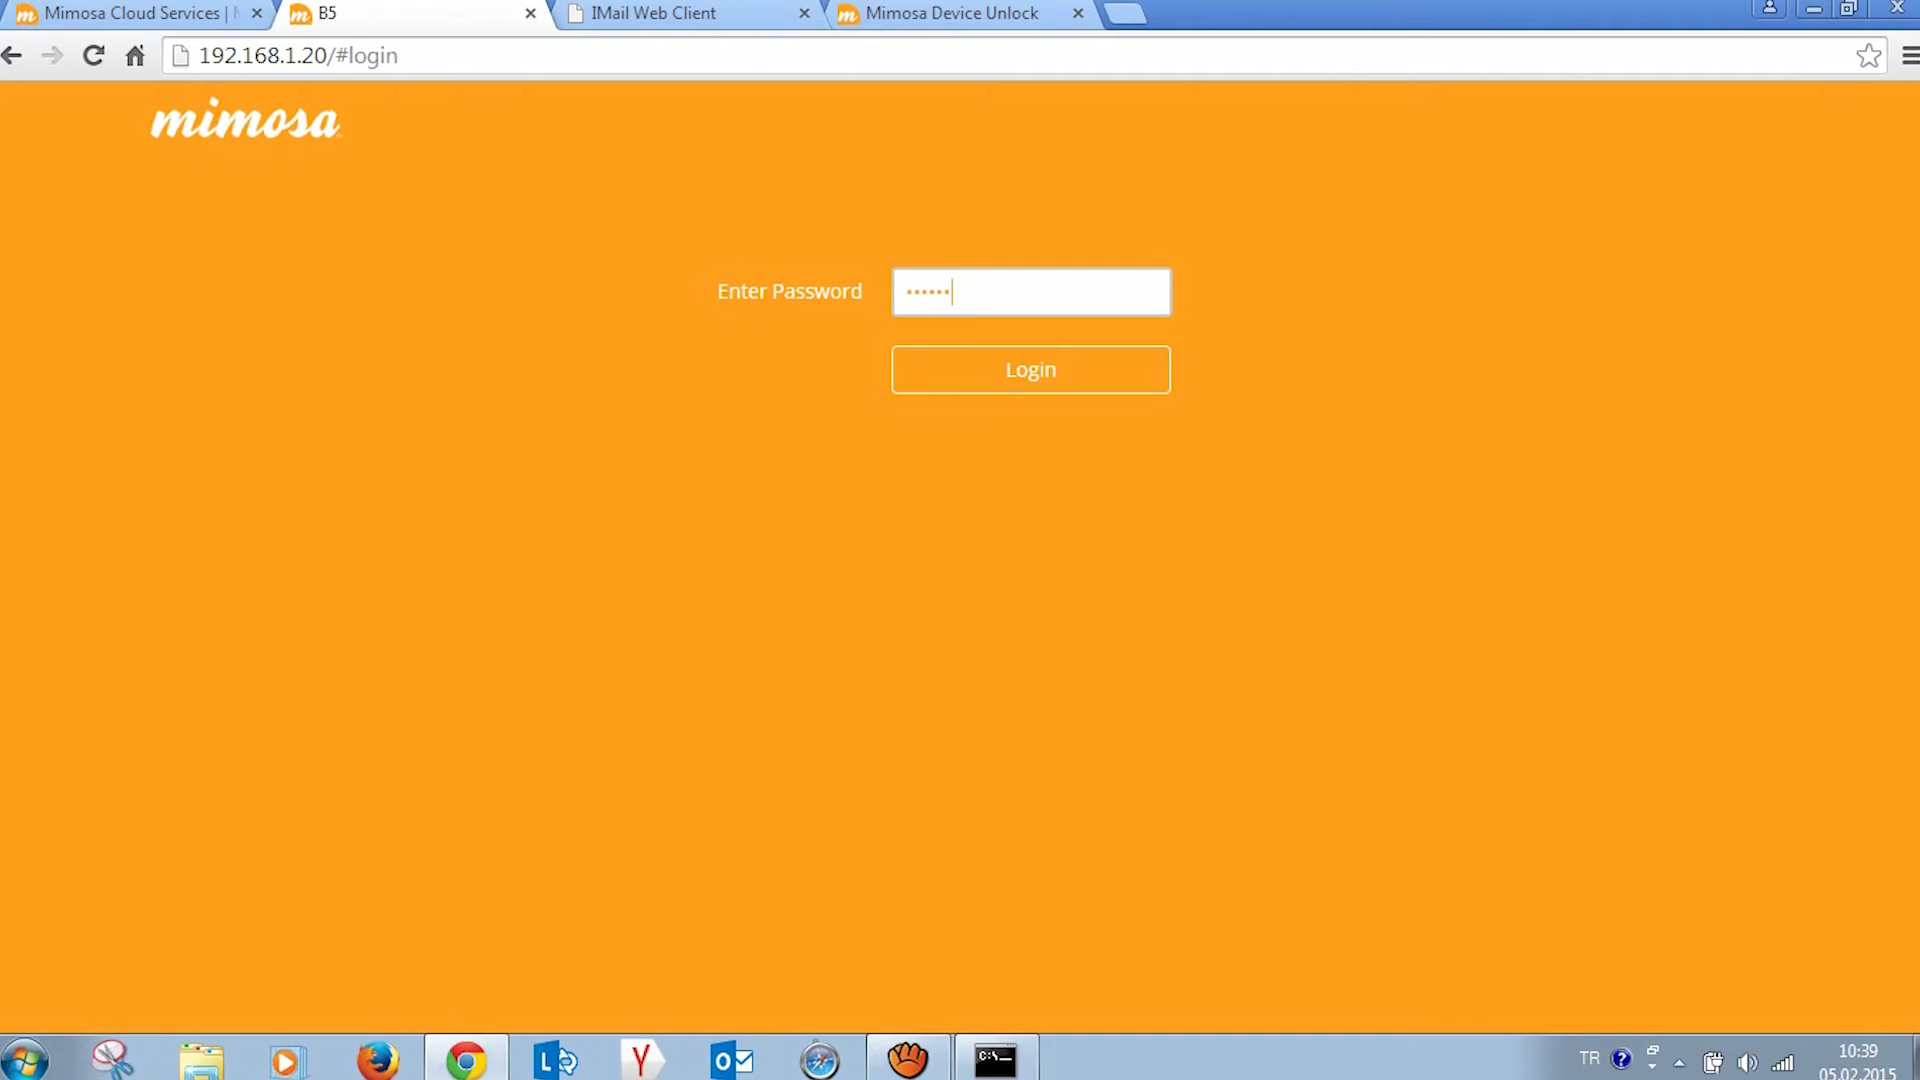 Mimosa Cloud Services |
B5
IMail Web Client
Mimosa Device Unlock
192.168.1.20/#login
mimosa
Enter Password
••••••
Login
TR
10:39
05.02.2015